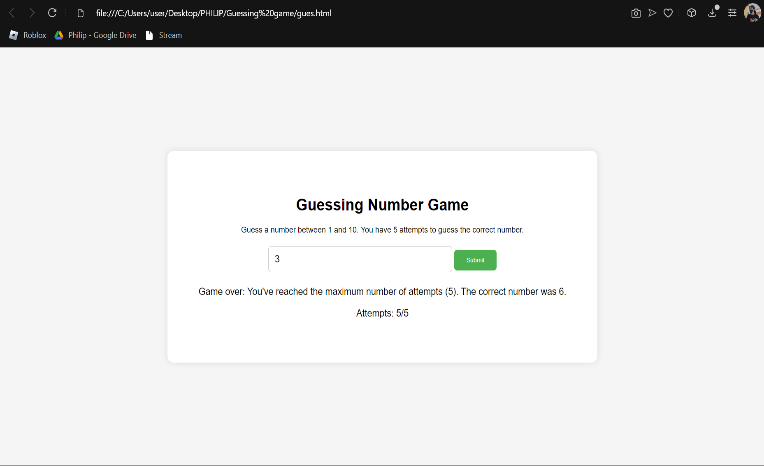 file:///C:/Users/user/Desktop/PHILIP/Guessing%20game/gues.html
Roblox Philip - Google Drive Stream
Guessing Number Game
Guess a number between 1 and 10. You have 5 attempts to guess the correct number.
3 Submit
Game over: You've reached the maximum number of attempts (5). The correct number was 6.
Attempts: 5/5